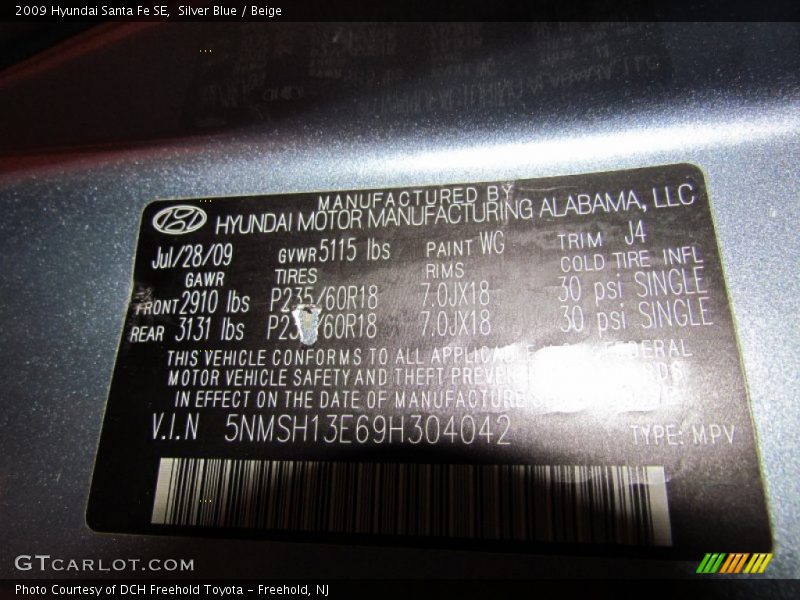 2009 Hyundai Santa Fe SE,  Silver Blue / Beige
MANUFACTURED BY
HYUNDAI MOTOR MANUFACTURING ALABAMA, LLC
Jul/28/09 GVWR 5115 lbs PAINT WG TRIM J4
GAWR TIRES RIMS COLD TIRE INFL
FRONT 2910 lbs P235/60R18 7.0JX18 30 psi SINGLE
REAR 3131 lbs P235/60R18 7.0JX18 30 psi SINGLE
THIS VEHICLE CONFORMS TO ALL APPLICABLE FEDERAL
MOTOR VEHICLE SAFETY AND THEFT PREVEN
IN EFFECT ON THE DATE OF MANUFACTURE
V.I.N 5NMSH13E69H304042 TYPE: MPV
GTCARLOT.COM
Photo Courtesy of DCH Freehold Toyota - Freehold, NJ